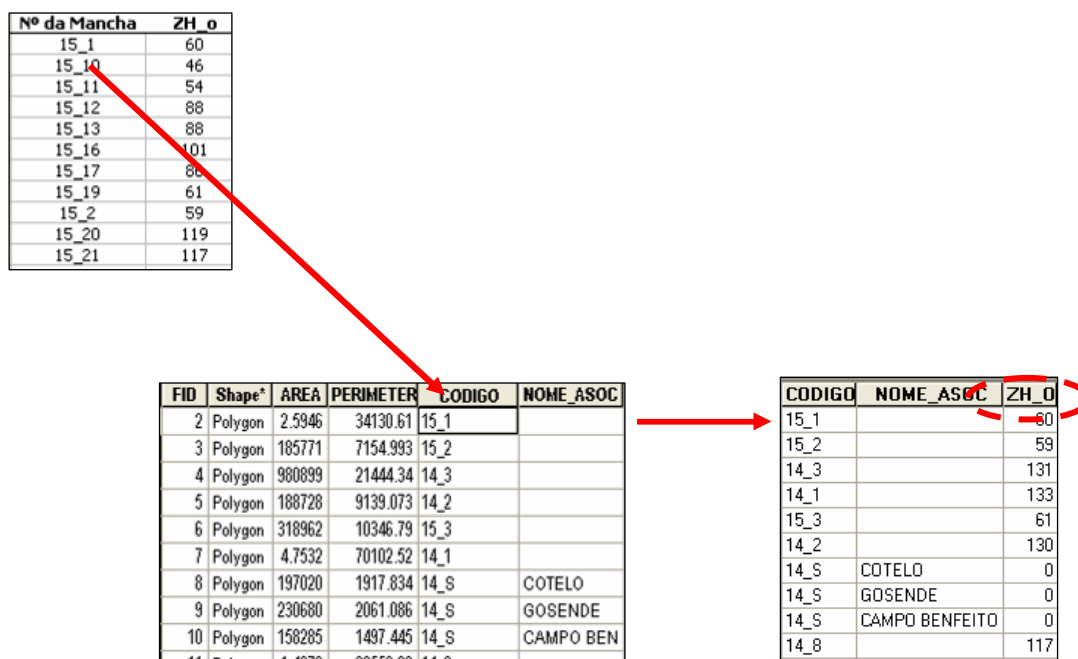 Nº da Mancha ZH_o
15_1 60
15_10 46
15_11 54
15_12 88
15_13 88
15_16 101
15_17 86
15_19 61
15_2 59
15_20 119
15_21 117
FID Shape* AREA PERIMETER CODIGO NOME_ASOC
2 Polygon 2.5946 34130.61 15_1
3 Polygon 185771 7154.993 15_2
4 Polygon 980899 21444.34 14_3
5 Polygon 188728 9139.073 14_2
6 Polygon 318962 10346.79 15_3
7 Polygon 4.7532 70102.52 14_1
8 Polygon 197020 1917.834 14_S COTELO
9 Polygon 230680 2061.086 14_S GOSENDE
10 Polygon 158285 1497.445 14_S CAMPO BEN
CODIGO NOME_ASOC ZH_O
15_1 60
15_2 59
14_3 131
14_1 133
15_3 61
14_2 130
14_S COTELO 0
14_S GOSENDE 0
14_S CAMPO BENFEITO 0
14_8 117